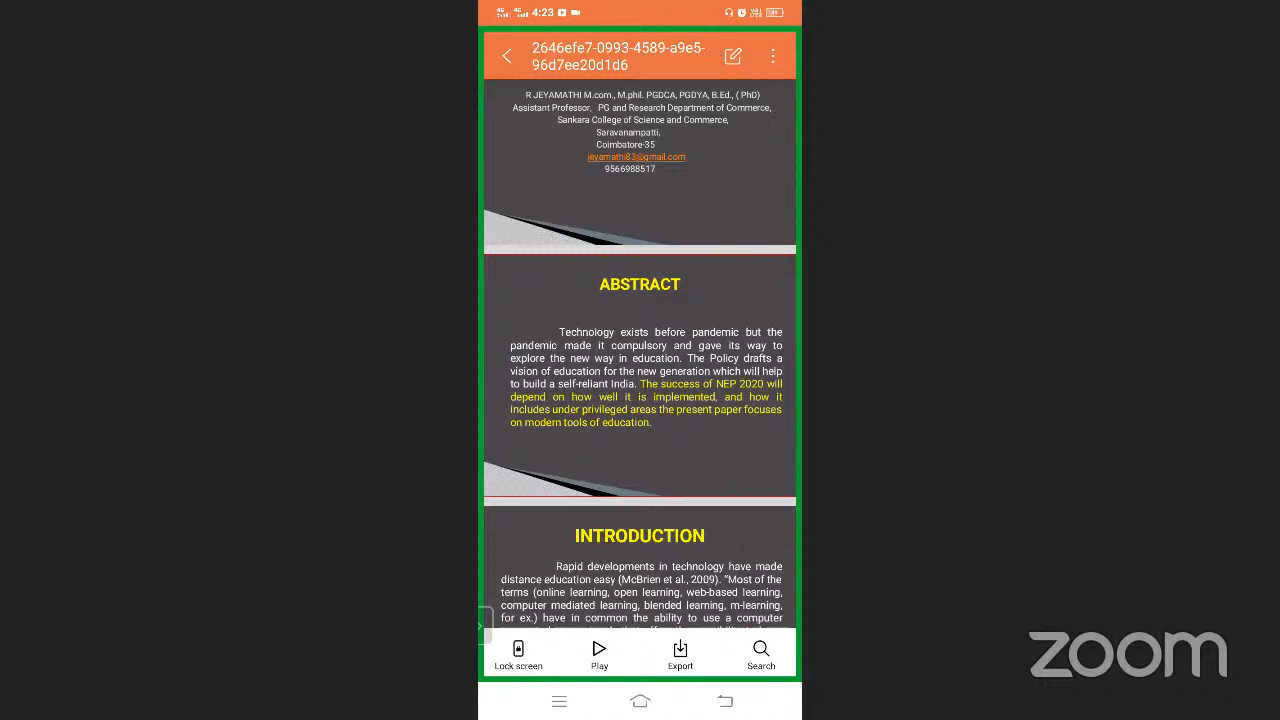 4G 4G 4:23
2646efe7-0993-4589-a9e5-
96d7ee20d1d6
R JEYAMATHI M.com., M.phil. PGDCA, PGDYA, B.Ed., ( PhD)
Assistant Professor, PG and Research Department of Commerce,
Sankara College of Science and Commerce,
Saravanampatti,
Coimbatore-35
jeyamathi83@gmail.com
9566988517
ABSTRACT
Technology exists before pandemic but the
pandemic made it compulsory and gave its way to
explore the new way in education. The Policy drafts a
vision of education for the new generation which will help
to build a self-reliant India. The success of NEP 2020 will
depend on how well it is implemented, and how it
includes under privileged areas the present paper focuses
on modern tools of education.
INTRODUCTION
Rapid developments in technology have made
distance education easy (McBrien et al., 2009). “Most of the
terms (online learning, open learning, web-based learning,
computer mediated learning, blended learning, m-learning,
for ex.) have in common the ability to use a computer
Lock screen
Play
Export
Search
zoom